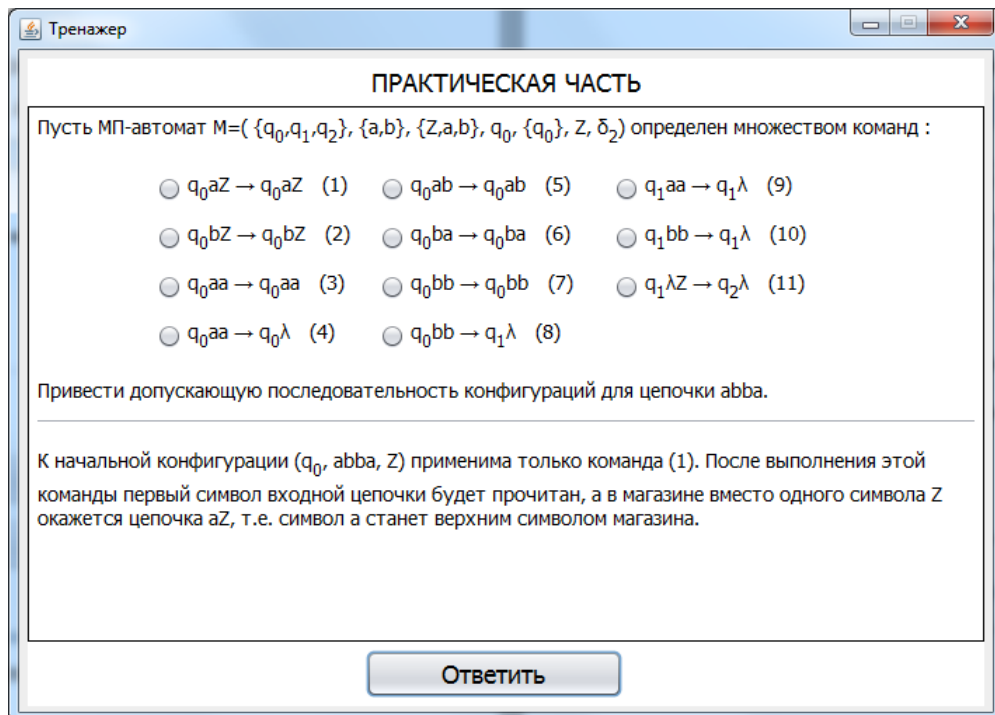 Тренажер
ПРАКТИЧЕСКАЯ ЧАСТЬ
Пусть МП-автомат M=( {q₀,q₁,q₂}, {a,b}, {Z,a,b}, q₀, {q₀}, Z, δ₂) определен множеством команд :
q₀aZ → q₀aZ (1) q₀ab → q₀ab (5) q₁aa → q₁λ (9)
q₀bZ → q₀bZ (2) q₀ba → q₀ba (6) q₁bb → q₁λ (10)
q₀aa → q₀aa (3) q₀bb → q₀bb (7) q₁λZ → q₂λ (11)
q₀aa → q₀λ (4) q₀bb → q₁λ (8)
Привести допускающую последовательность конфигураций для цепочки abba.
К начальной конфигурации (q₀, abba, Z) применима только команда (1). После выполнения этой
команды первый символ входной цепочки будет прочитан, а в магазине вместо одного символа Z
окажется цепочка aZ, т.е. символ a станет верхним символом магазина.
Ответить